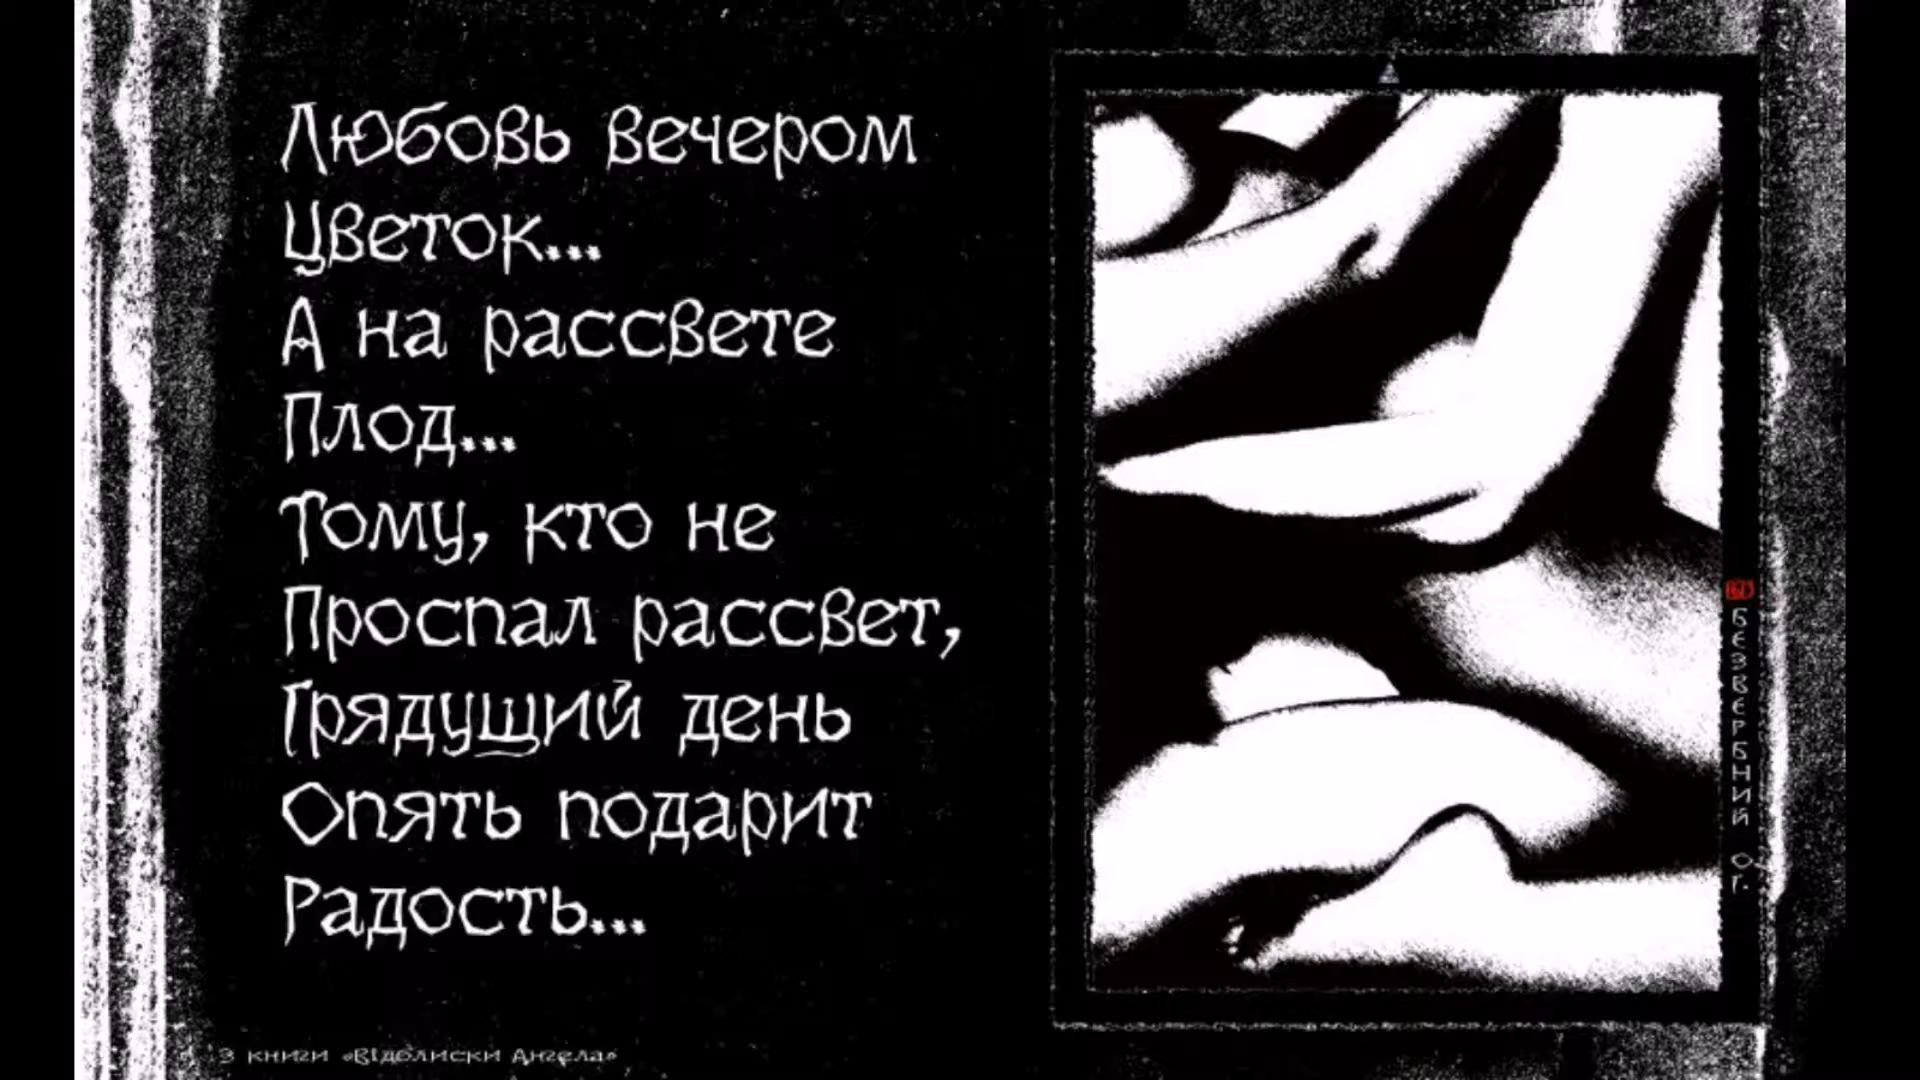 Любовь вечером
Цветок...
А на рассвете
Плод...
Тому, кто не
Проспал рассвет,
Грядущий день
Опять подарит
Радость...
З книги «Відблиски Ангела»
БЕЗВЕРБНИЙ О.Г.